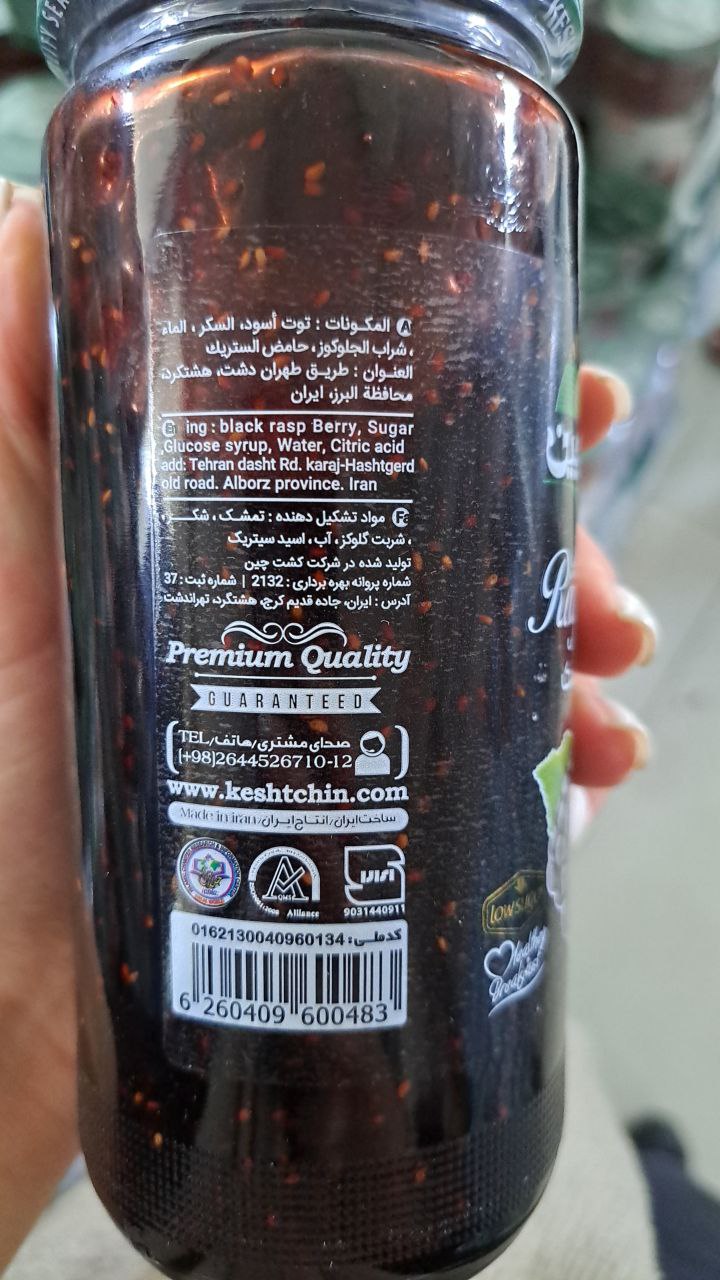 A المكونات : توت أسود، السكر ، الماء
، شراب الجلوكوز ، حامض الستريك
العنوان : طريق طهران دشت، هشتكرد،
محافظة البرز، ايران
E ing : black rasp Berry, Sugar
,Glucose syrup, Water, Citric acid
add: Tehran dasht Rd. karaj-Hashtgerd
old road. Alborz province. Iran
مواد تشکیل دهنده : تمشک ، شکر
، شربت گلوکز ، آب ، اسید سیتریک
تولید شده در شرکت کشت چین
شماره پروانه بهره برداری : 2132 | شماره ثبت : 37
آدرس : ایران، جاده قدیم کرج، هشتگرد، تهراندشت
Premium Quality
GUARANTEED
صدای مشتری/هاتف/TEL
(+98)2644526710-12
www.keshtchin.com
ساخت ایران/انتاج ایران/Made in iran
QMS
Alliance
9031440911
کدملی : 0162130040960134
6 260409 600483
low sugar
Healthy
Breakfast